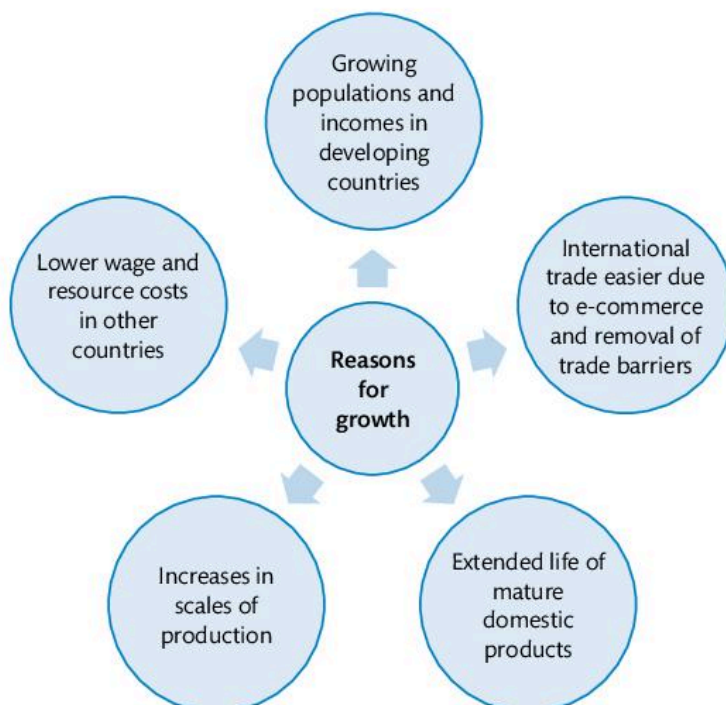 Growing
populations and
incomes in
developing
countries
Lower wage and
resource costs
in other
countries
International
trade easier due
to e-commerce
and removal of
trade barriers
Reasons
for
growth
Increases in
scales of
production
Extended life of
mature
domestic
products